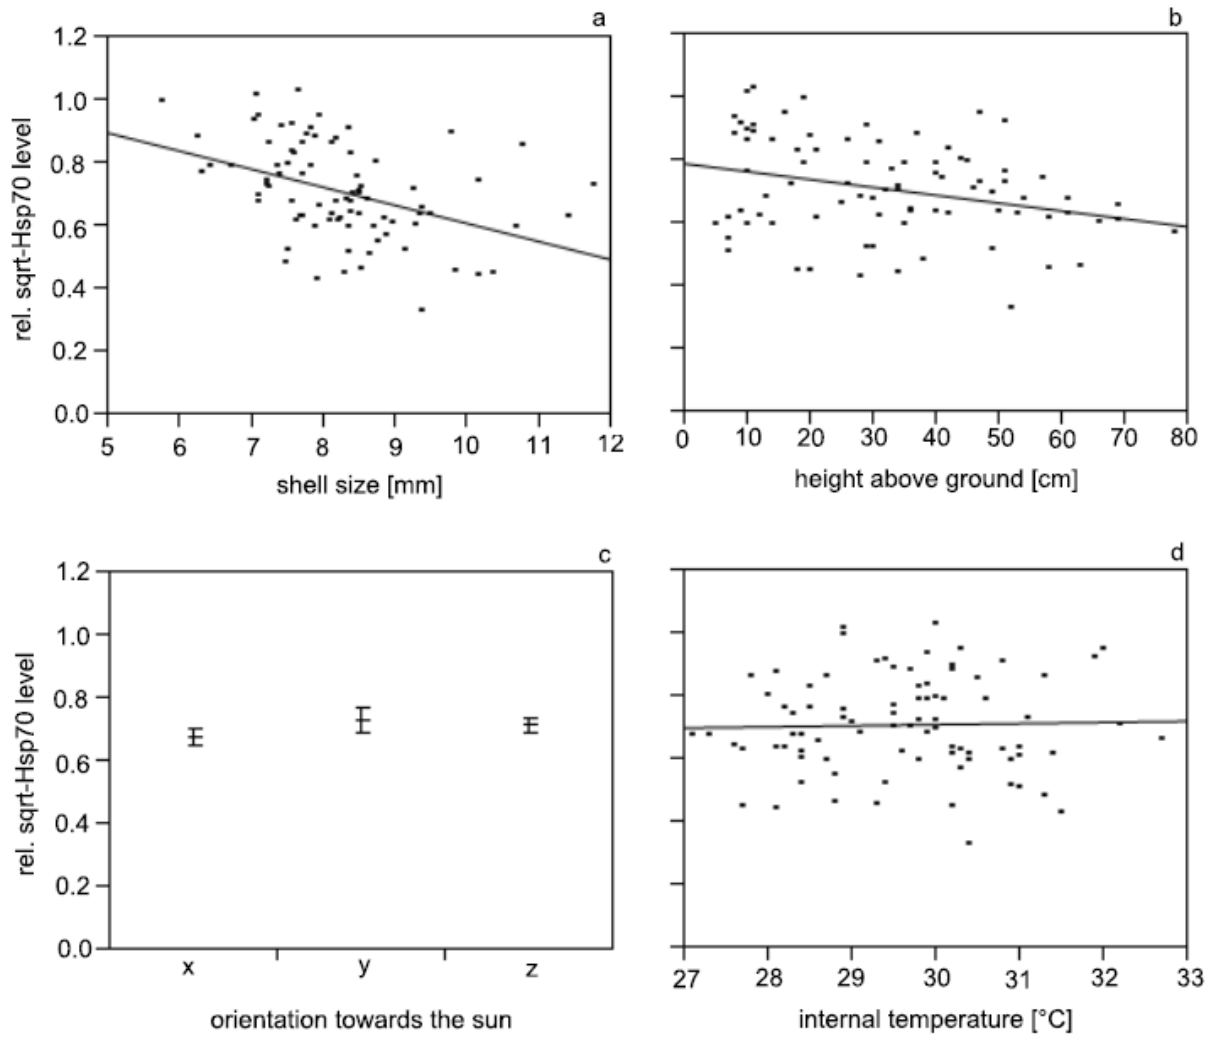 a
1.2
1.0
0.8
0.6
0.4
0.2
0.0
rel. sqrt-Hsp70 level
5 6 7 8 9 10 11 12
shell size [mm]
b
0 10 20 30 40 50 60 70 80
height above ground [cm]
c
1.2
1.0
0.8
0.6
0.4
0.2
0.0
rel. sqrt-Hsp70 level
x y z
orientation towards the sun
d
27 28 29 30 31 32 33
internal temperature [°C]